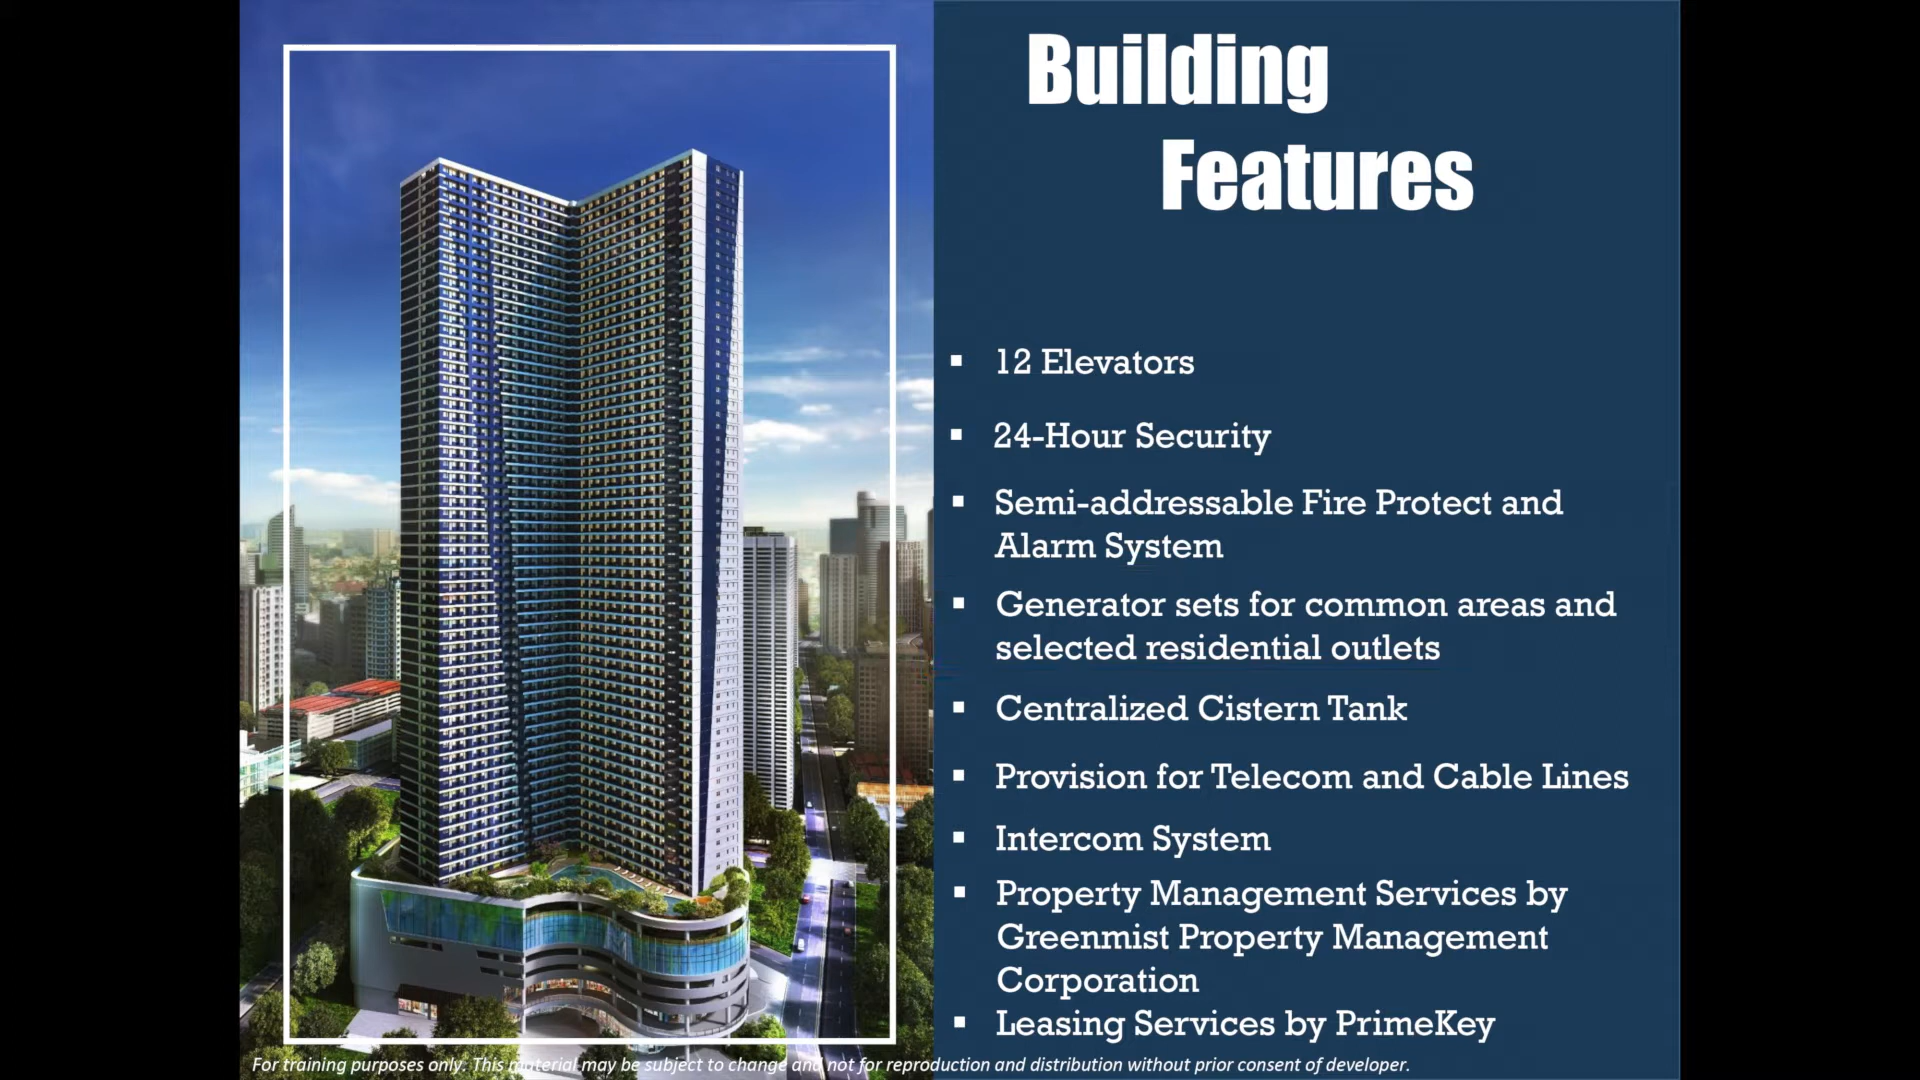 Building
Features
▪ 12 Elevators
▪ 24-Hour Security
▪ Semi-addressable Fire Protect and
Alarm System
▪ Generator sets for common areas and
selected residential outlets
▪ Centralized Cistern Tank
▪ Provision for Telecom and Cable Lines
▪ Intercom System
▪ Property Management Services by
Greenmist Property Management
Corporation
▪ Leasing Services by PrimeKey
For training purposes only. This material may be subject to change and not for reproduction and distribution without prior consent of developer.